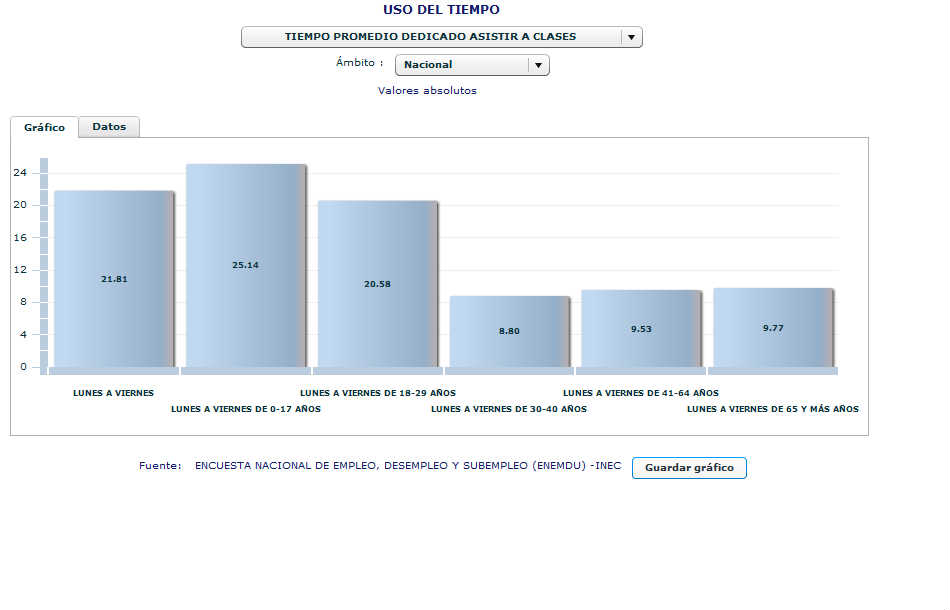 USO DEL TIEMPO
TIEMPO PROMEDIO DEDICADO ASISTIR A CLASES
Ámbito : Nacional
Valores absolutos
Gráfico Datos
24
20
16
12
8
4
0
21.81 25.14 20.58 8.80 9.53 9.77
LUNES A VIERNES LUNES A VIERNES DE 18-29 AÑOS LUNES A VIERNES DE 41-64 AÑOS
LUNES A VIERNES DE 0-17 AÑOS LUNES A VIERNES DE 30-40 AÑOS LUNES A VIERNES DE 65 Y MÁS AÑOS
Fuente: ENCUESTA NACIONAL DE EMPLEO, DESEMPLEO Y SUBEMPLEO (ENEMDU) -INEC Guardar gráfico